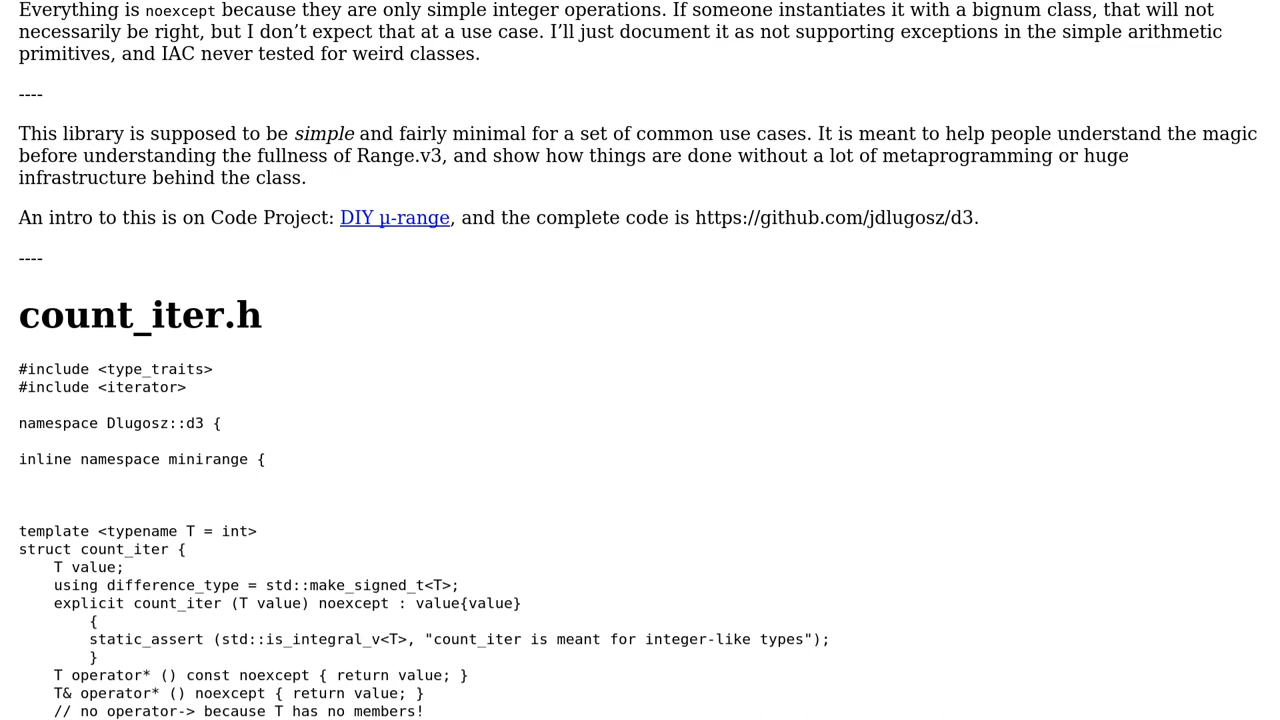 Everything is noexcept because they are only simple integer operations. If someone instantiates it with a bignum class, that will not
necessarily be right, but I don’t expect that at a use case. I’ll just document it as not supporting exceptions in the simple arithmetic
primitives, and IAC never tested for weird classes.
----
This library is supposed to be simple and fairly minimal for a set of common use cases. It is meant to help people understand the magic
before understanding the fullness of Range.v3, and show how things are done without a lot of metaprogramming or huge
infrastructure behind the class.
An intro to this is on Code Project: DIY µ-range, and the complete code is https://github.com/jdlugosz/d3.
----
count_iter.h
#include <type_traits>
#include <iterator>
namespace Dlugosz::d3 {
inline namespace minirange {
template <typename T = int>
struct count_iter {
    T value;
    using difference_type = std::make_signed_t<T>;
    explicit count_iter (T value) noexcept : value{value}
        {
        static_assert (std::is_integral_v<T>, "count_iter is meant for integer-like types");
        }
    T operator* () const noexcept { return value; }
    T& operator* () noexcept { return value; }
    // no operator-> because T has no members!